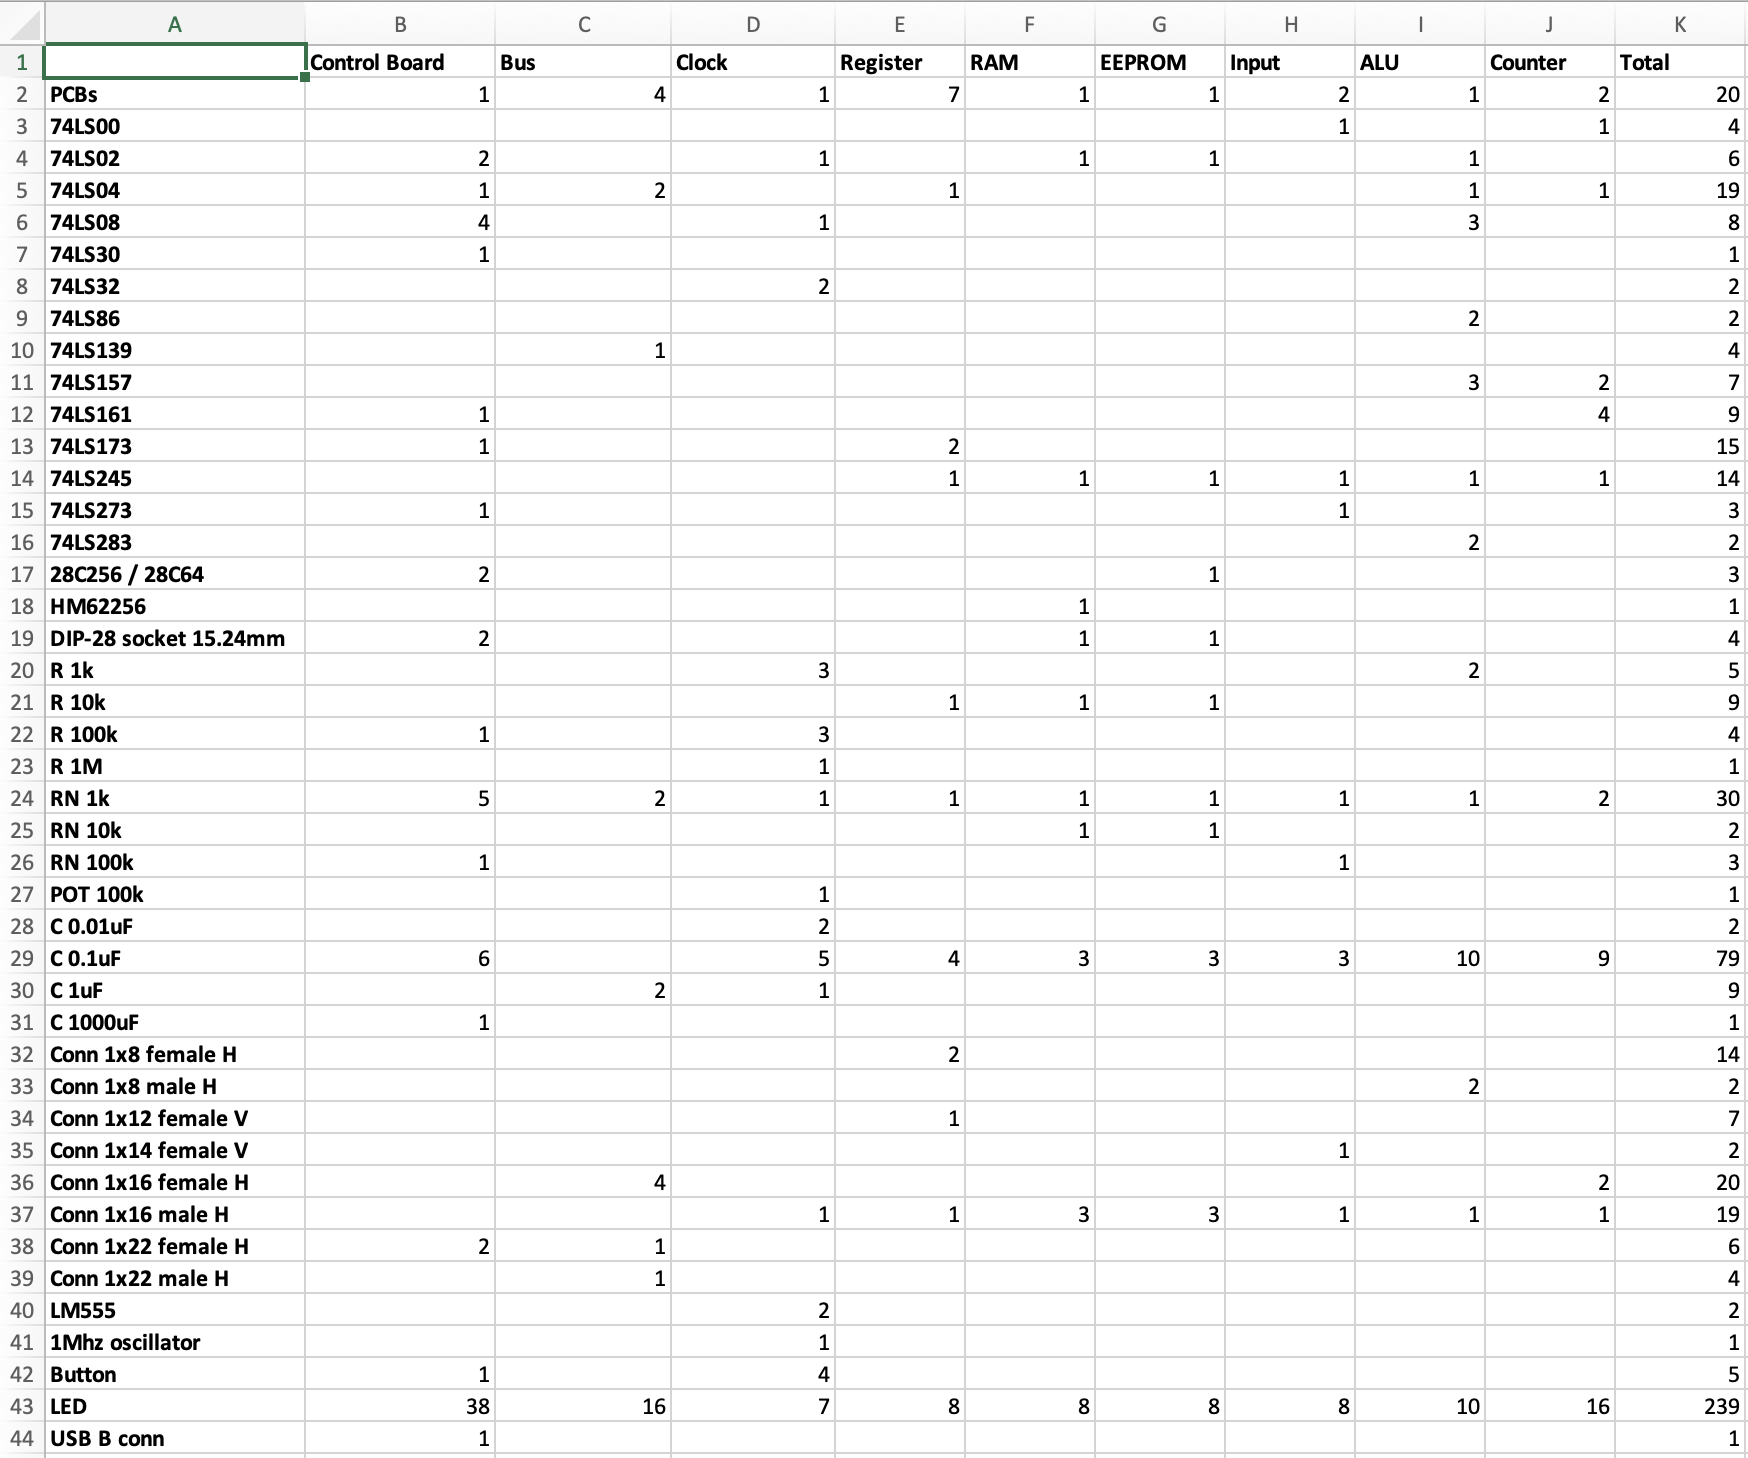 A B C D E F G H I J K
1 Control Board Bus Clock Register RAM EEPROM Input ALU Counter Total
2 PCBs 1 4 1 7 1 1 2 1 2 20
3 74LS00 1 1 4
4 74LS02 2 1 1 1 1 6
5 74LS04 1 2 1 1 1 19
6 74LS08 4 1 3 8
7 74LS30 1 1
8 74LS32 2 2
9 74LS86 2 2
10 74LS139 1 4
11 74LS157 3 2 7
12 74LS161 1 4 9
13 74LS173 1 2 15
14 74LS245 1 1 1 1 1 1 14
15 74LS273 1 1 3
16 74LS283 2 2
17 28C256 / 28C64 2 1 3
18 HM62256 1 1
19 DIP-28 socket 15.24mm 2 1 1 4
20 R 1k 3 2 5
21 R 10k 1 1 1 9
22 R 100k 1 3 4
23 R 1M 1 1
24 RN 1k 5 2 1 1 1 1 1 1 2 30
25 RN 10k 1 1 2
26 RN 100k 1 1 3
27 POT 100k 1 1
28 C 0.01uF 2 2
29 C 0.1uF 6 5 4 3 3 3 10 9 79
30 C 1uF 2 1 9
31 C 1000uF 1 1
32 Conn 1x8 female H 2 14
33 Conn 1x8 male H 2 2
34 Conn 1x12 female V 1 7
35 Conn 1x14 female V 1 2
36 Conn 1x16 female H 4 2 20
37 Conn 1x16 male H 1 1 3 3 1 1 1 19
38 Conn 1x22 female H 2 1 6
39 Conn 1x22 male H 1 4
40 LM555 2 2
41 1Mhz oscillator 1 1
42 Button 1 4 5
43 LED 38 16 7 8 8 8 8 10 16 239
44 USB B conn 1 1